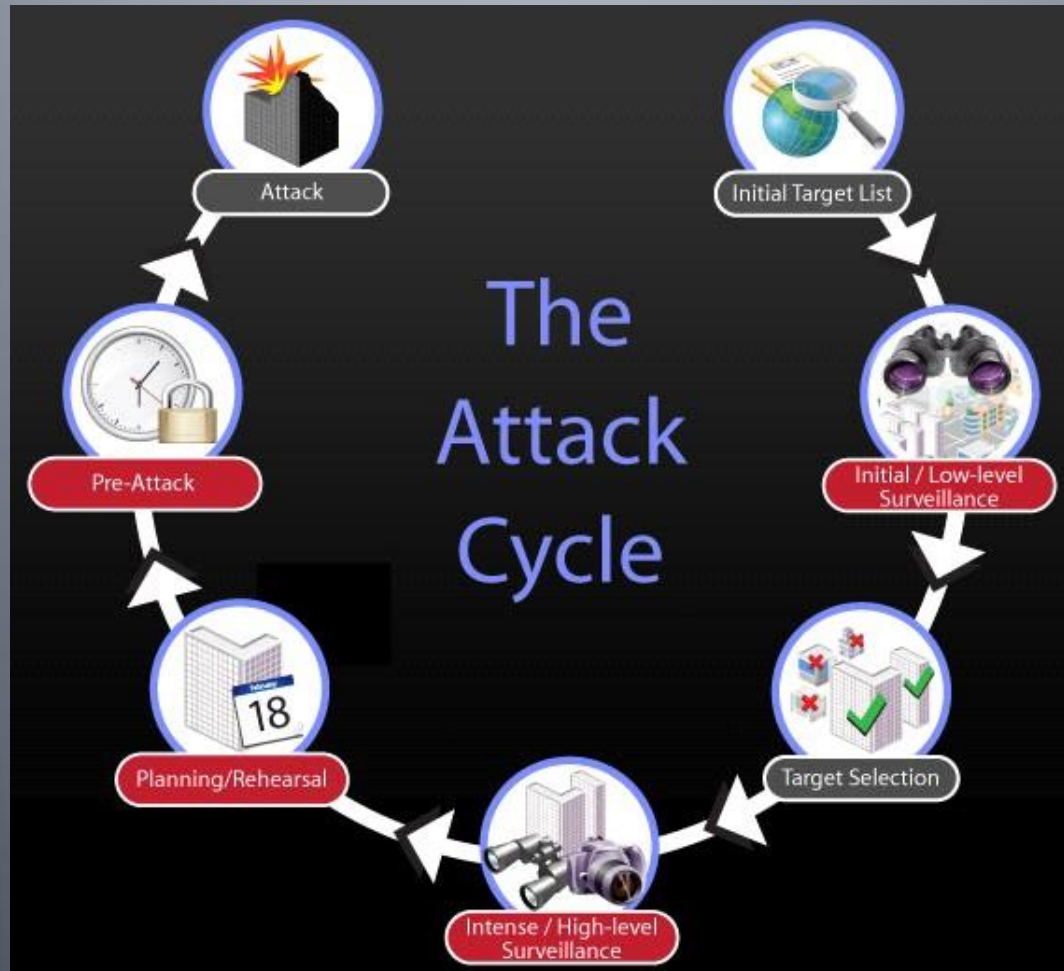 The
Attack
Cycle
Initial Target List
Initial / Low-level
Surveillance
Target Selection
Intense / High-level
Surveillance
Planning/Rehearsal
February
18
Pre-Attack
Attack